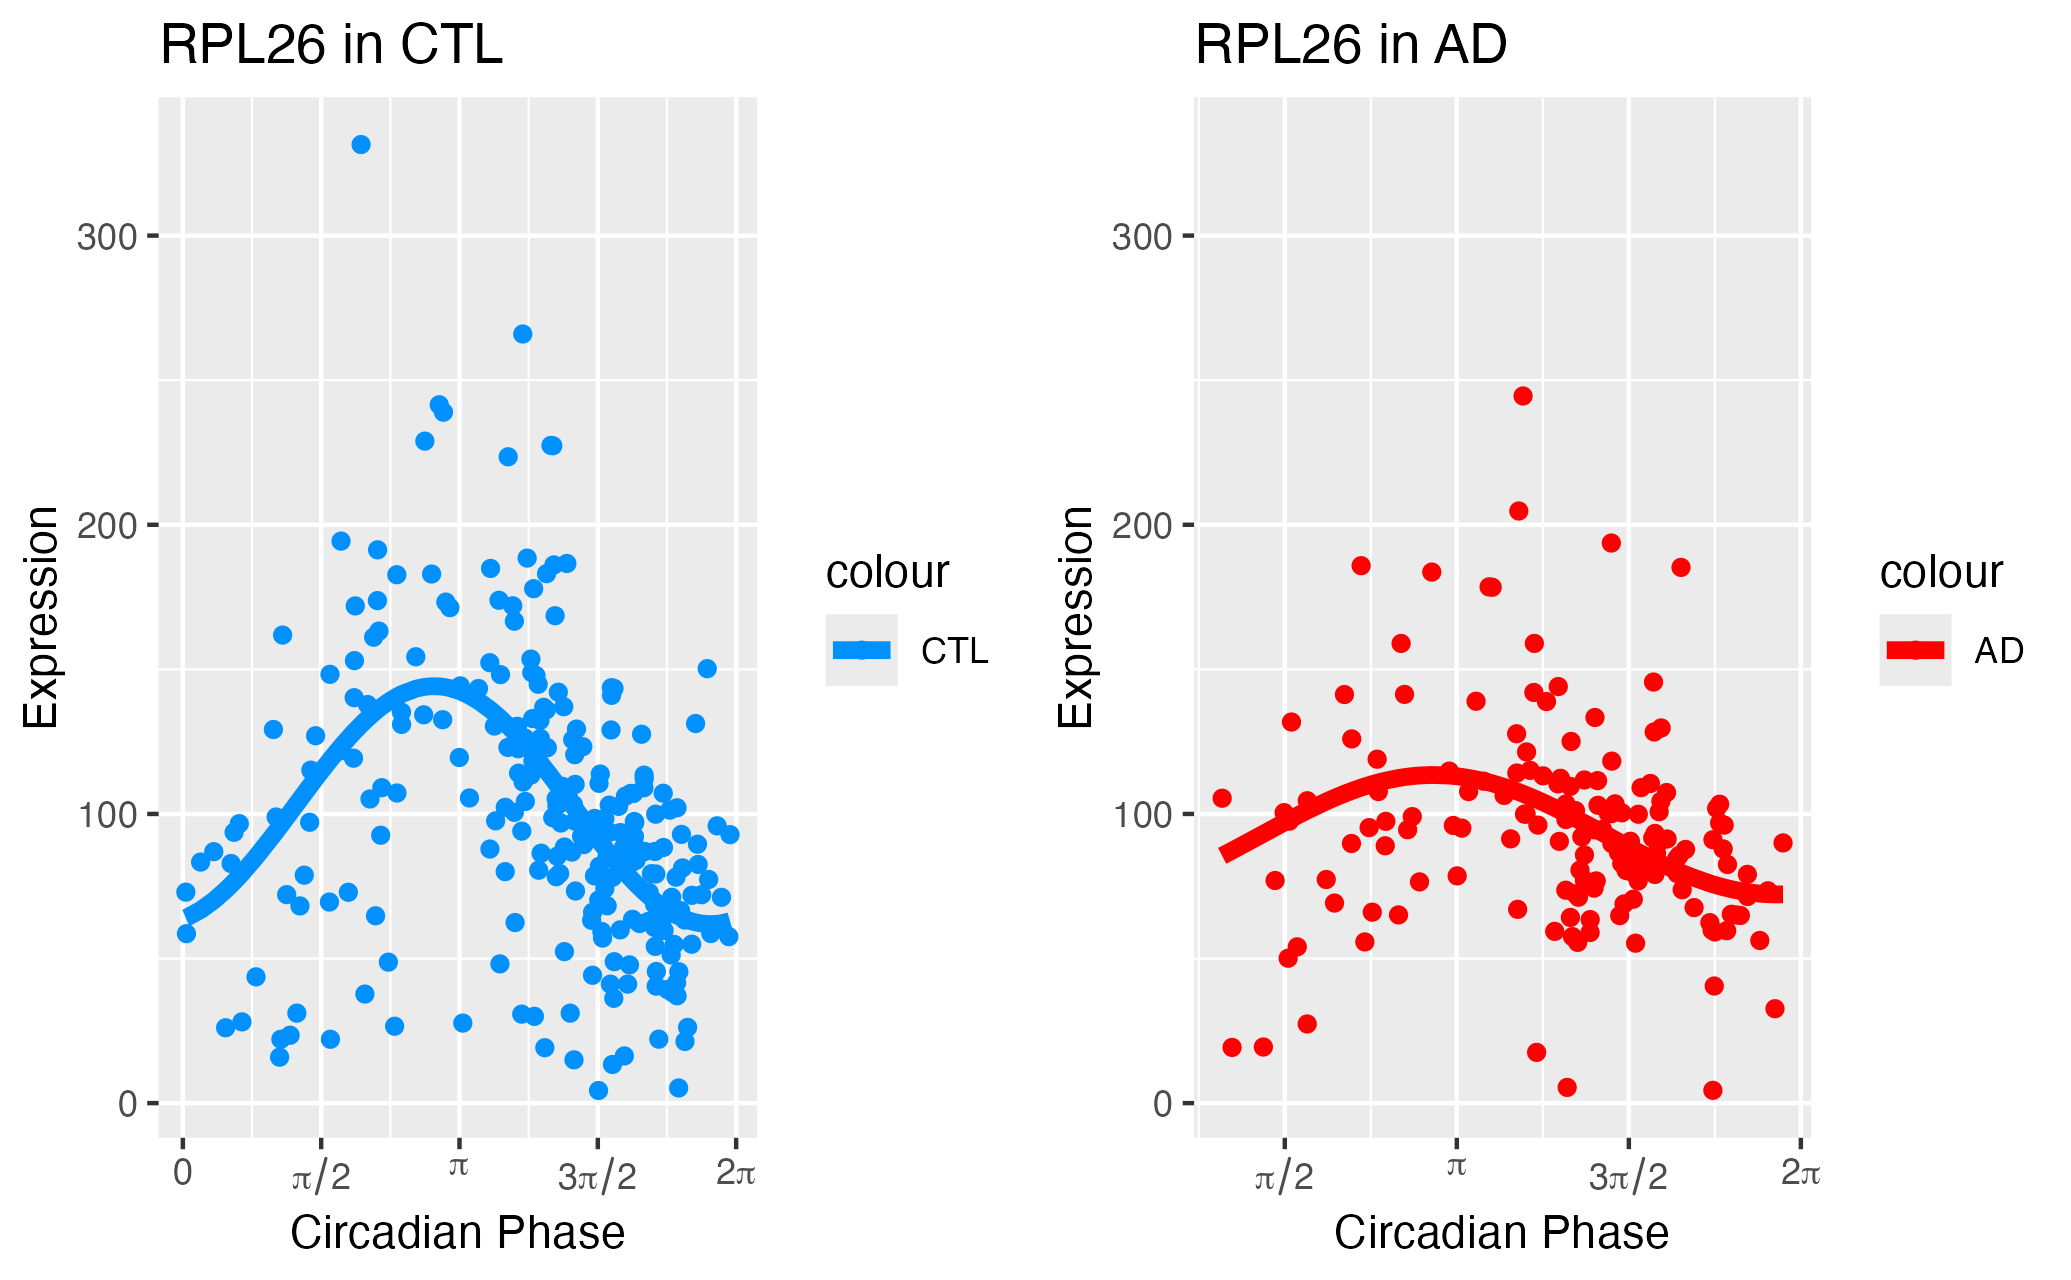 RPL26 in CTL
Expression
300
200
100
0
0
π/2
π
3π/2
2π
Circadian Phase
colour
CTL
RPL26 in AD
Expression
300
200
100
0
π/2
π
3π/2
2π
Circadian Phase
colour
AD